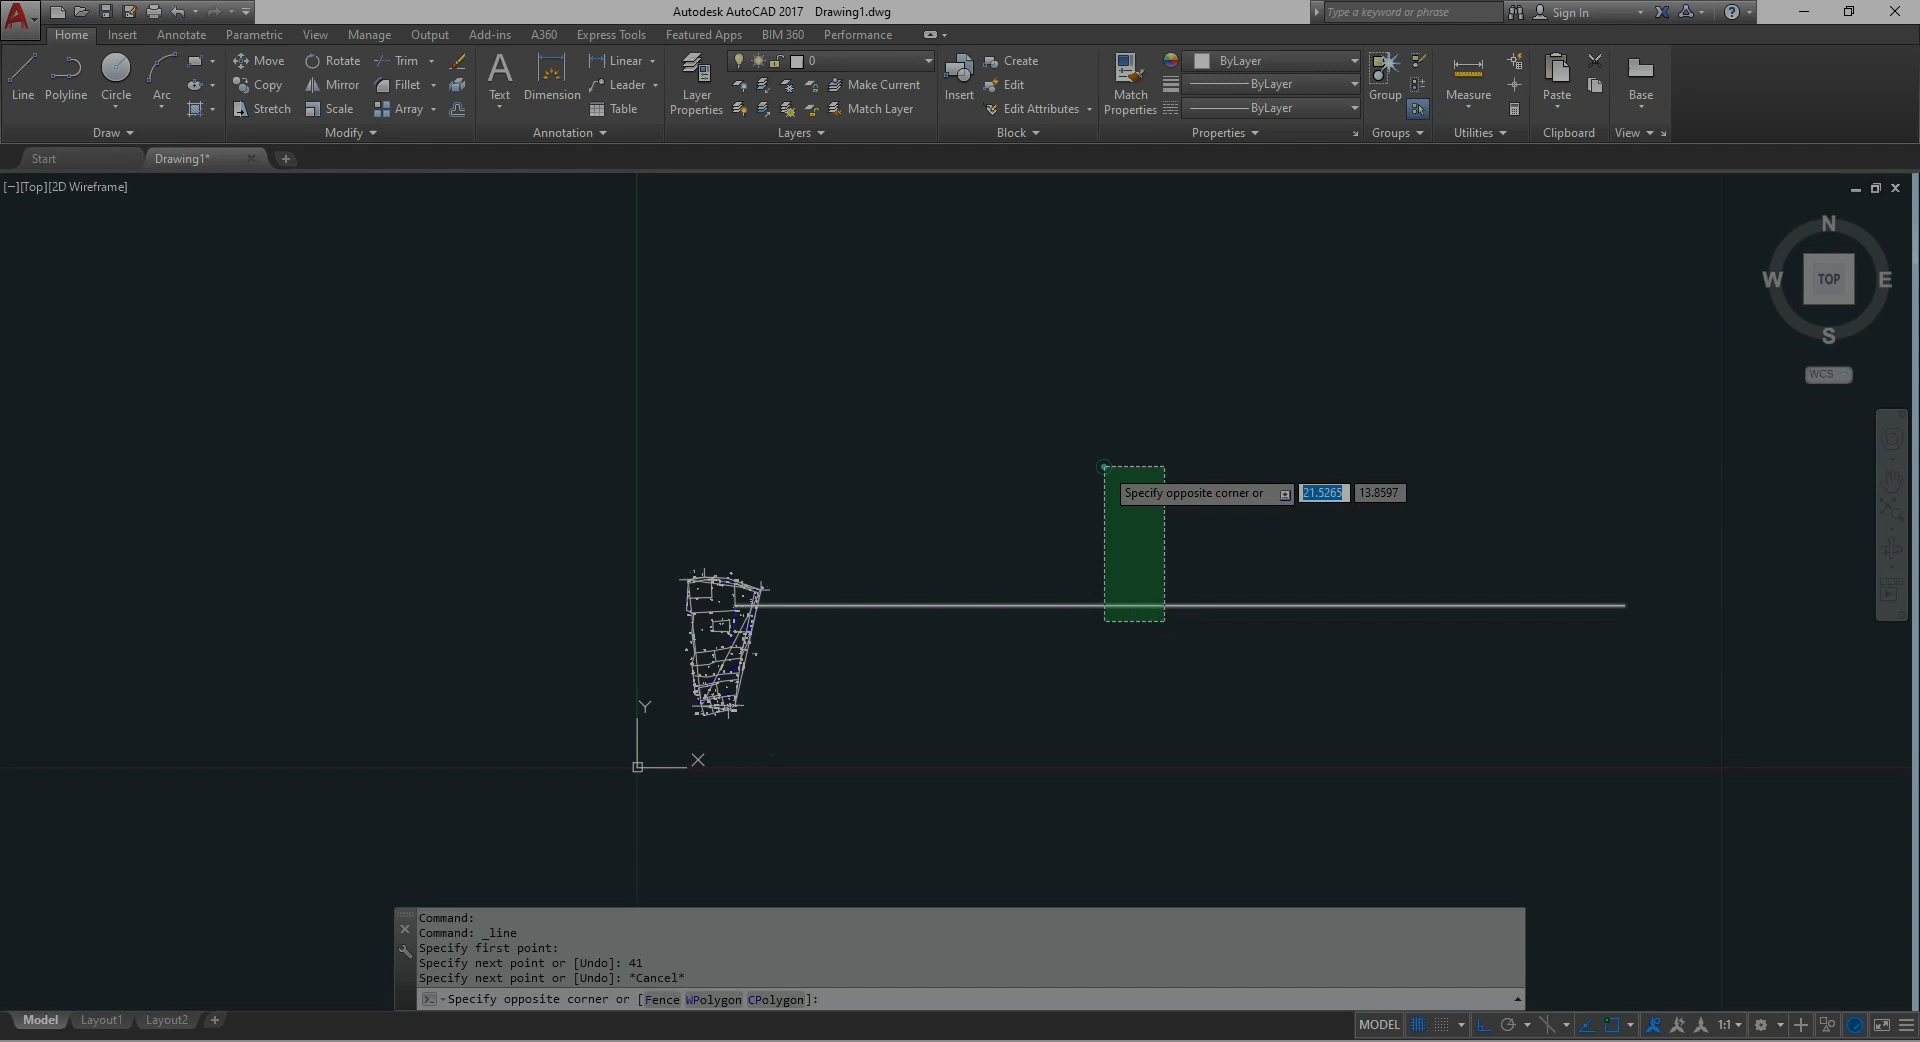 Autodesk AutoCAD 2017 Drawing1.dwg
Type a keyword or phrase
Sign In
Home Insert Annotate Parametric View Manage Output Add-ins A360 Express Tools Featured Apps BIM 360 Performance
Line Polyline Circle Arc
Move Rotate Trim
Copy Mirror Fillet
Stretch Scale Array
Text Dimension
Linear
Leader
Table
Layer
Properties
0
Make Current
Match Layer
Insert
Create
Edit
Edit Attributes
Match
Properties
ByLayer
ByLayer
ByLayer
Group
Measure
Paste
Base
Draw Modify Annotation Layers Block Properties Groups Utilities Clipboard View
Start Drawing1*
[−][Top][2D Wireframe]
N
W TOP E
S
WCS
Specify opposite corner or 21.5265 13.8597
Y
X
Command:
Command: _line
Specify first point:
Specify next point or [Undo]: 41
Specify next point or [Undo]: *Cancel*
Specify opposite corner or [Fence WPolygon CPolygon]:
Model Layout1 Layout2 +
MODEL 1:1